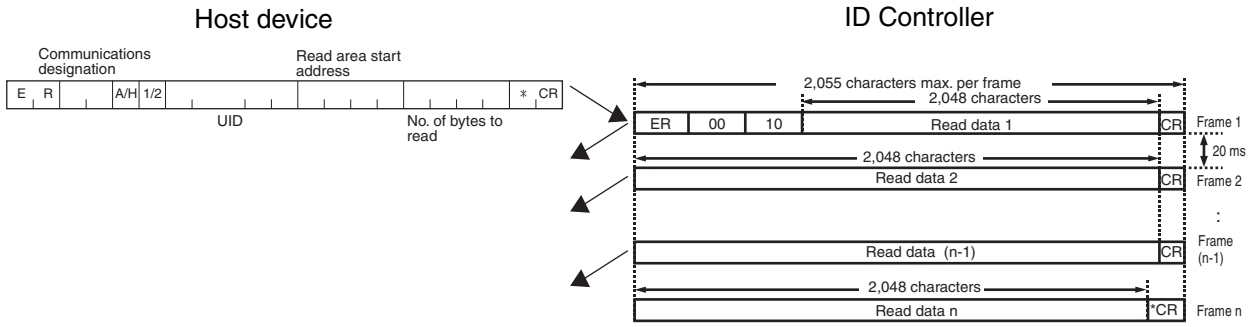 Host device
ID Controller
Communications
designation
Read area start
address
E R A/H 1/2 * CR
UID
No. of bytes to
read
2,055 characters max. per frame
2,048 characters
ER 00 10 Read data 1 CR Frame 1
20 ms
2,048 characters
Read data 2 CR Frame 2
:
Read data (n-1) CR Frame
(n-1)
2,048 characters
Read data n *CR Frame n